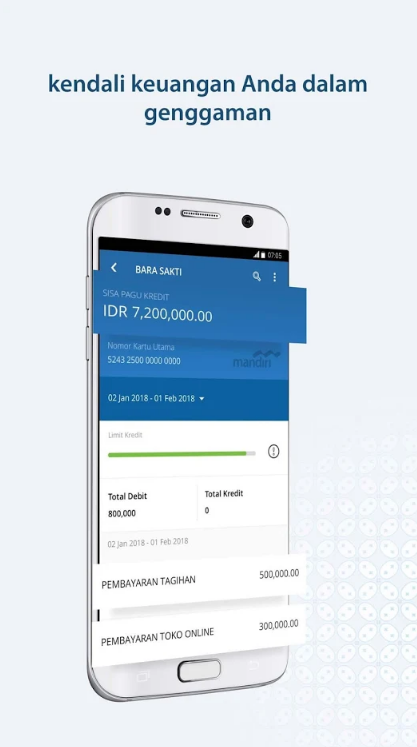 kendali keuangan Anda dalam
genggaman
07:05
BARA SAKTI
SISA PAGU KREDIT
IDR 7,200,000.00
Nomor Kartu Utama
5243 2500 0000 0000
mandiri
02 Jan 2018 - 01 Feb 2018
Limit Kredit
Total Debit
Total Kredit
800,000
0
02 Jan 2018 - 01 Feb 2018
PEMBAYARAN TAGIHAN 500,000.00
PEMBAYARAN TOKO ONLINE 300,000.00